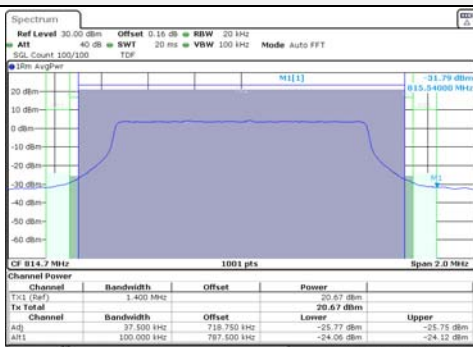 Spectrum
Ref Level 30.00 dBm Offset 0.16 dB RBW 20 kHz
Att 40 dB SWT 20 ms VBW 100 kHz Mode Auto FFT
SGL Count 100/100 TDF
1Rm AvgPwr
M1[1] -31.79 dBm
815.54000 MHz
20 dBm
10 dBm
0 dBm
-10 dBm
-20 dBm
-30 dBm
M1
-40 dBm
-50 dBm
-60 dBm
CF 814.7 MHz 1001 pts Span 2.0 MHz
Channel Power
Channel Bandwidth Offset Power
TX1 (Ref) 1.400 MHz 20.67 dBm
Tx Total 20.67 dBm
Channel Bandwidth Offset Lower Upper
Adj 37.500 kHz 718.750 kHz -25.77 dBm -25.75 dBm
Alt1 100.000 kHz 787.500 kHz -24.06 dBm -24.12 dBm